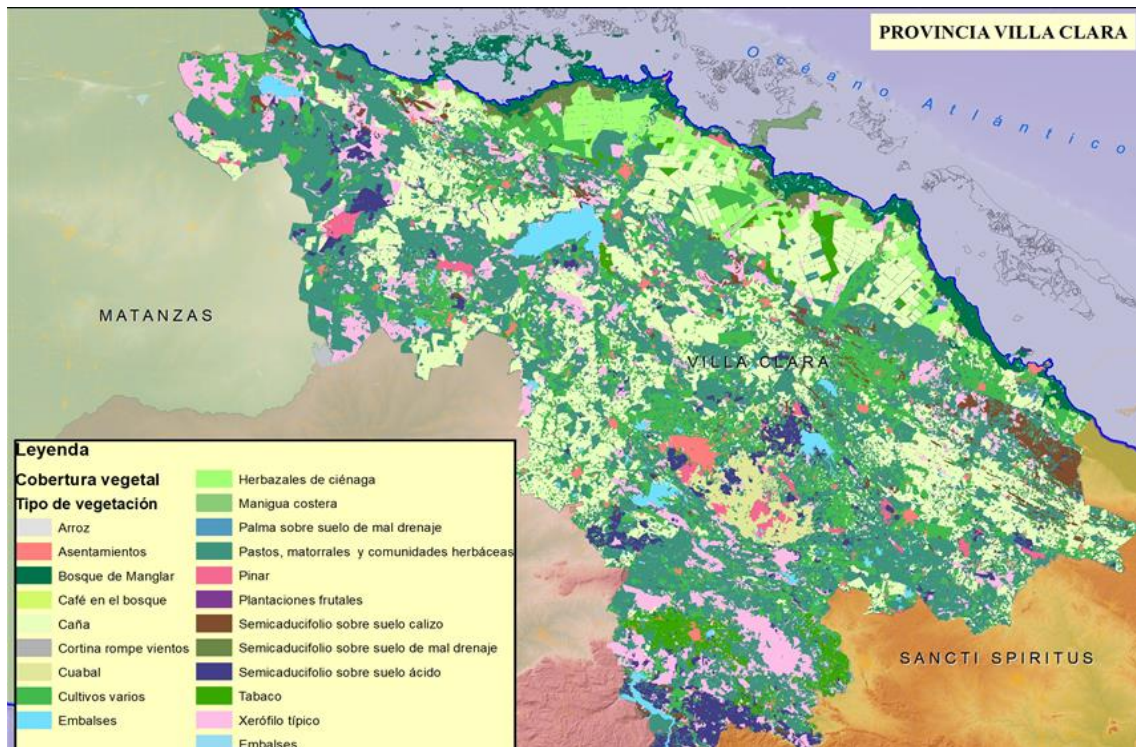 PROVINCIA VILLA CLARA
Océano Atlántico
MATANZAS
VILLA CLARA
SANCTI SPIRITUS
Leyenda
Cobertura vegetal
Tipo de vegetación
Arroz
Asentamientos
Bosque de Manglar
Café en el bosque
Caña
Cortina rompe vientos
Cuabal
Cultivos varios
Embalses
Herbazales de ciénaga
Manigua costera
Palma sobre suelo de mal drenaje
Pastos, matorrales y comunidades herbáceas
Pinar
Plantaciones frutales
Semicaducifolio sobre suelo calizo
Semicaducifolio sobre suelo de mal drenaje
Semicaducifolio sobre suelo ácido
Tabaco
Xerófilo típico
Embalses